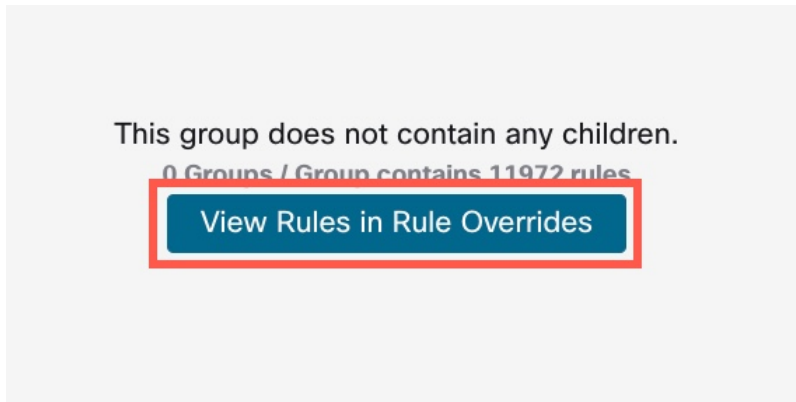 This group does not contain any children.
0 Groups / Group contains 11972 rules
View Rules in Rule Overrides